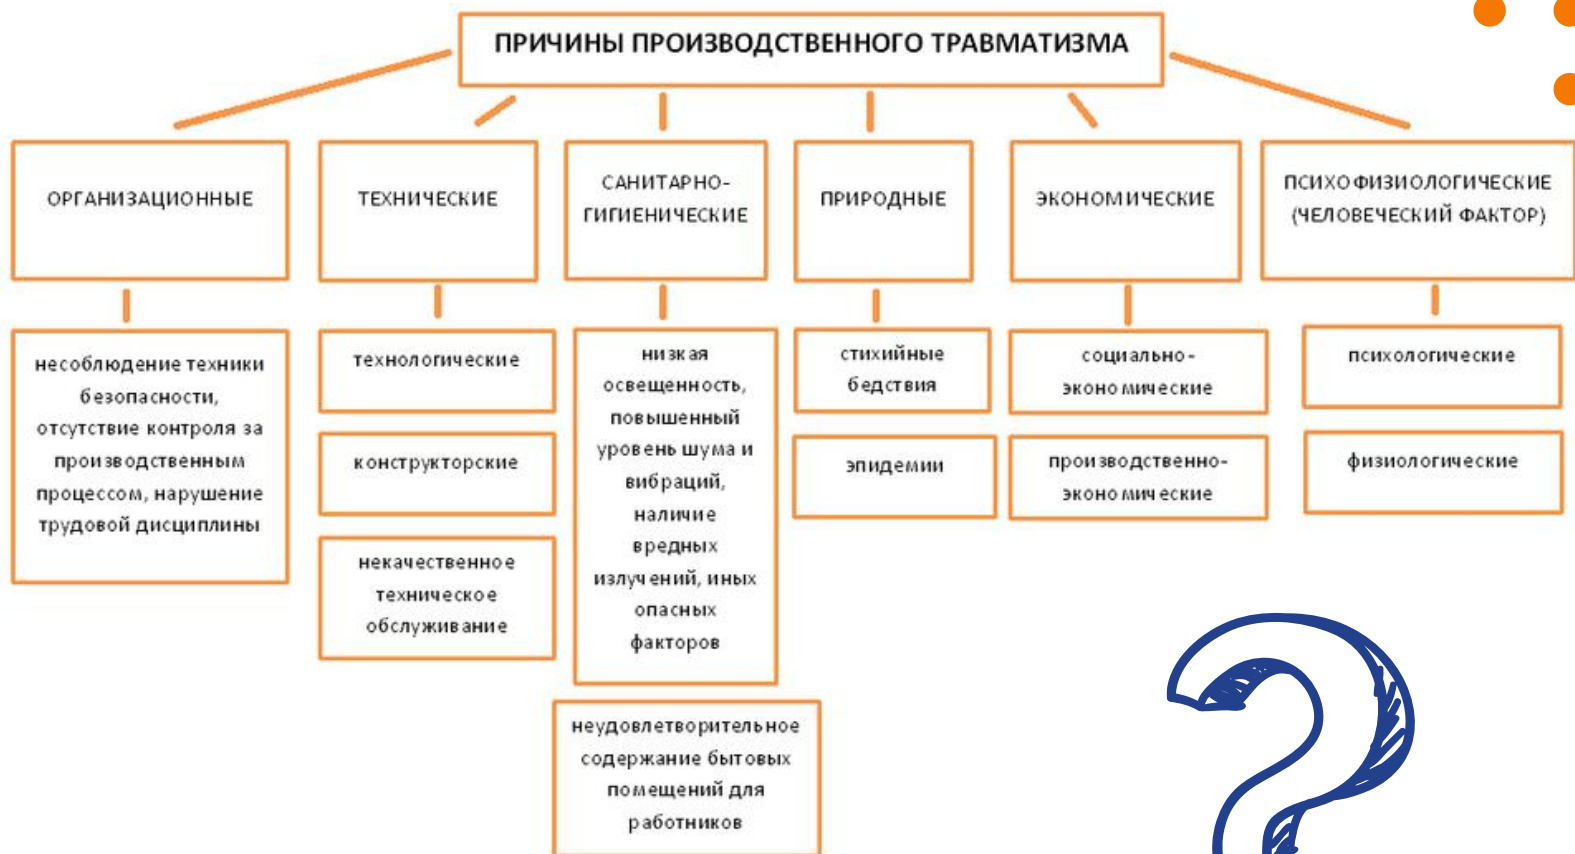 ПРИЧИНЫ ПРОИЗВОДСТВЕННОГО ТРАВМАТИЗМА
ОРГАНИЗАЦИОННЫЕ
ТЕХНИЧЕСКИЕ
САНИТАРНО-
ГИГИЕНИЧЕСКИЕ
ПРИРОДНЫЕ
ЭКОНОМИЧЕСКИЕ
ПСИХОФИЗИОЛОГИЧЕСКИЕ
(ЧЕЛОВЕЧЕСКИЙ ФАКТОР)
несоблюдение техники
безопасности,
отсутствие контроля за
производственным
процессом, нарушение
трудовой дисциплины
технологические
конструкторские
некачественное
техническое
обслуживание
низкая
освещенность,
повышенный
уровень шума и
вибраций,
наличие
вредных
излучений, иных
опасных
факторов
неудовлетворительное
содержание бытовых
помещений для
работников
стихийные
бедствия
эпидемии
социально-
экономические
производственно-
экономические
психологические
физиологические
?